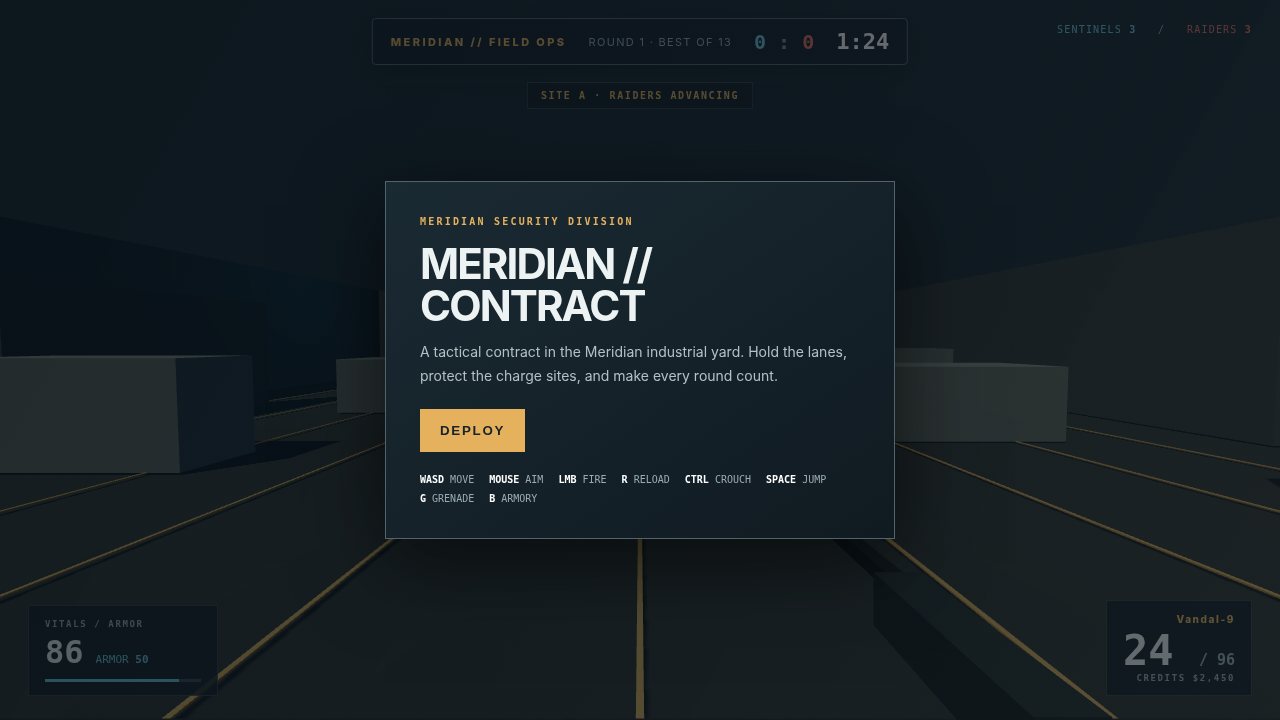 MERIDIAN // FIELD OPS ROUND 1 · BEST OF 13 0 : 0 1:24
SENTINELS 3 / RAIDERS 3
SITE A · RAIDERS ADVANCING
MERIDIAN SECURITY DIVISION
MERIDIAN //
CONTRACT
A tactical contract in the Meridian industrial yard. Hold the lanes,
protect the charge sites, and make every round count.
DEPLOY
WASD MOVE MOUSE AIM LMB FIRE R RELOAD CTRL CROUCH SPACE JUMP
G GRENADE B ARMORY
VITALS / ARMOR
86 ARMOR 50
Vandal-9
24 / 96
CREDITS $2,450